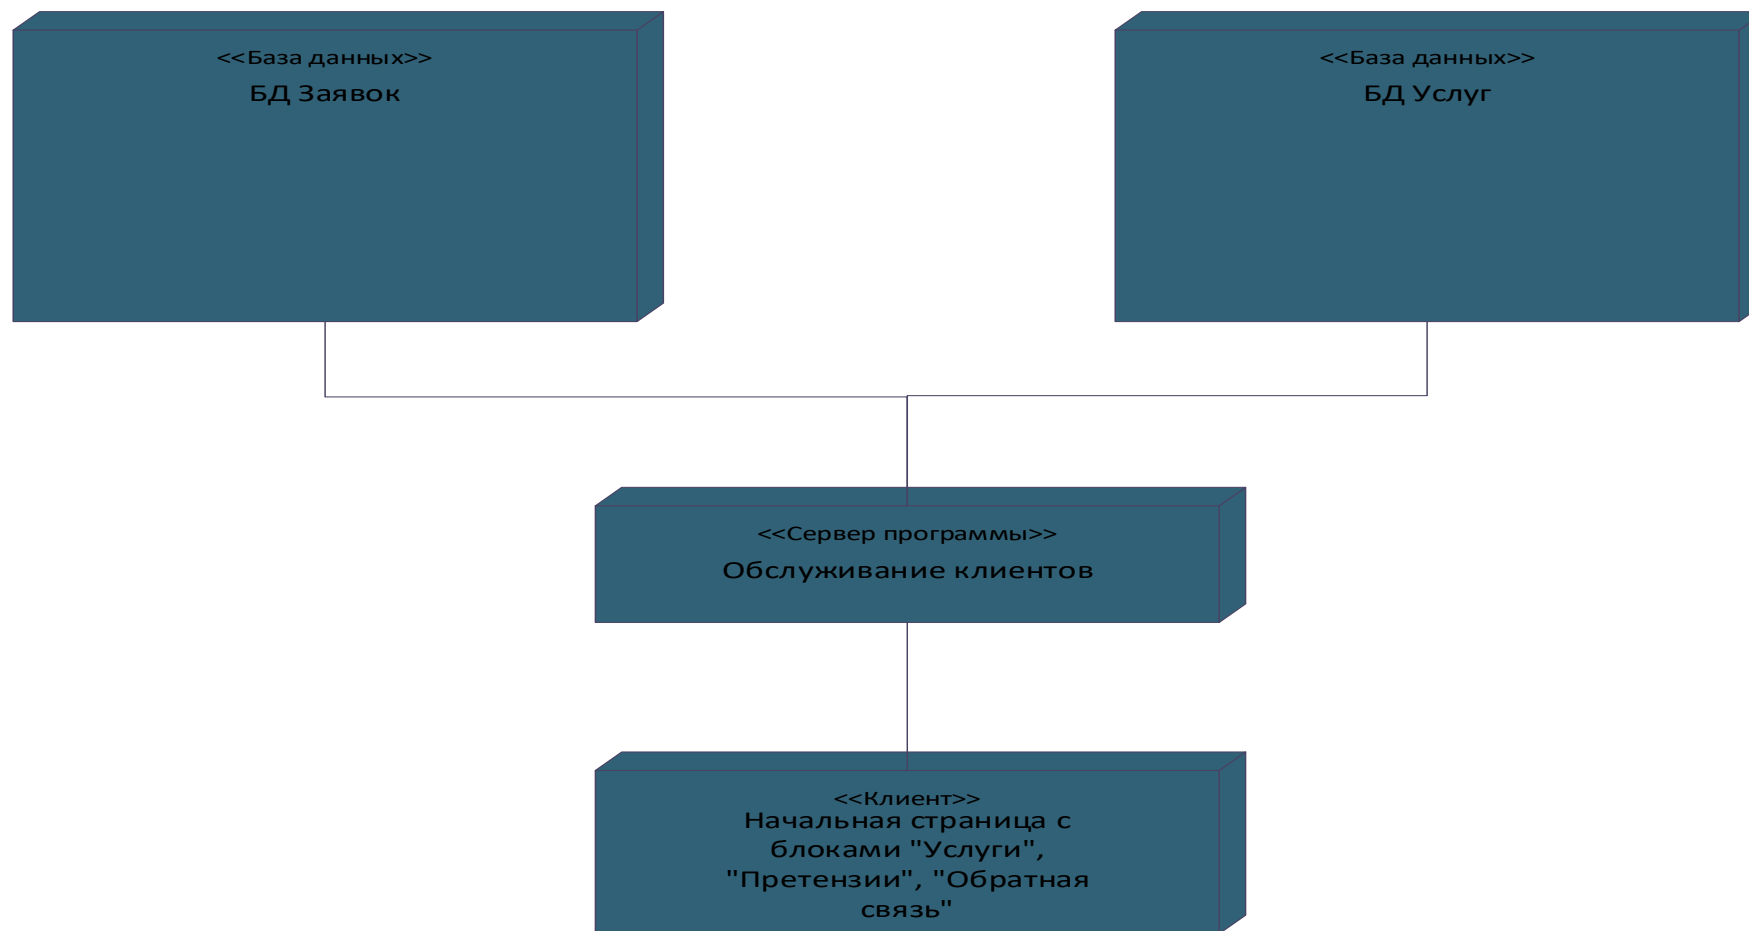 <<База данных>>
БД Заявок
<<База данных>>
БД Услуг
<<Сервер программы>>
Обслуживание клиентов
<<Клиент>>
Начальная страница с
блоками "Услуги",
"Претензии", "Обратная
связь"